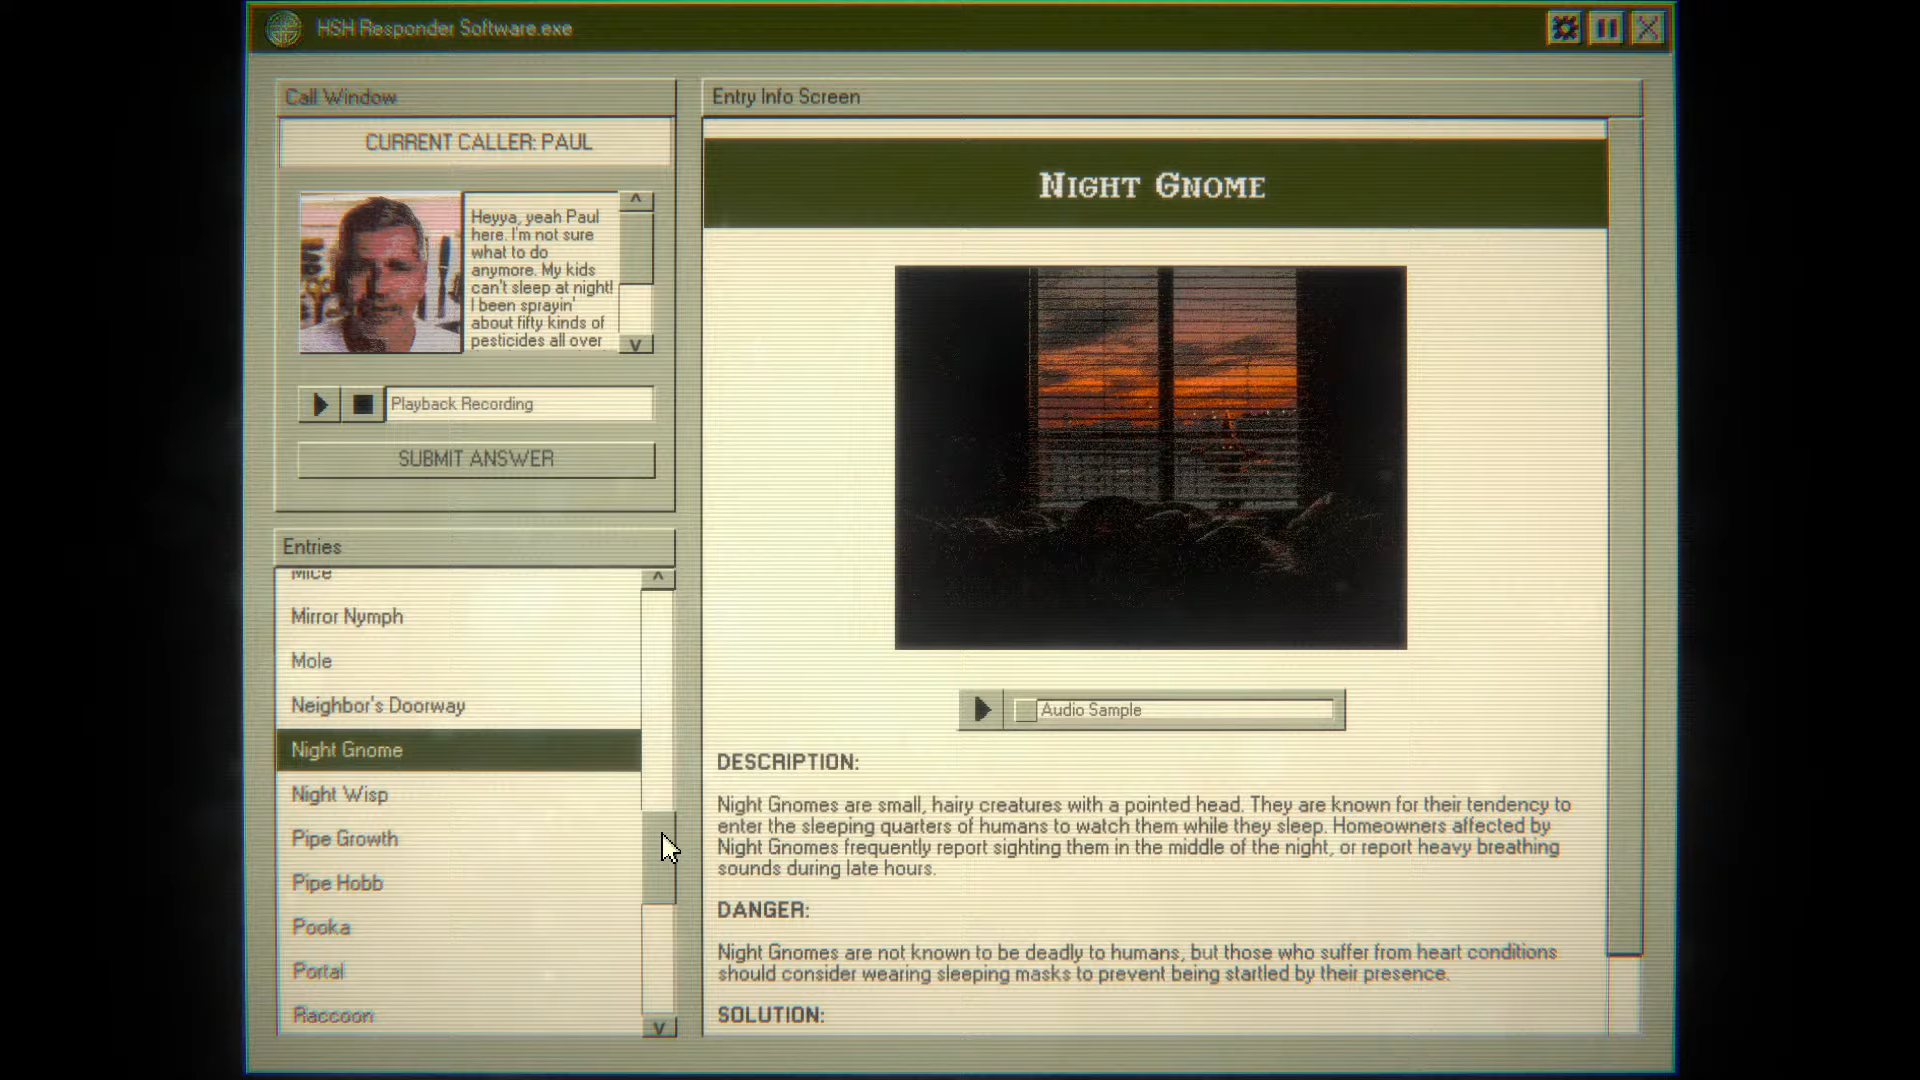 HSH Responder Software.exe
Call Window
CURRENT CALLER: PAUL
Heyya, yeah Paul
here. I'm not sure
what to do
anymore. My kids
can't sleep at night!
I been sprayin'
about fifty kinds of
pesticides all over
Playback Recording
SUBMIT ANSWER
Entries
Mice
Mirror Nymph
Mole
Neighbor's Doorway
Night Gnome
Night Wisp
Pipe Growth
Pipe Hobb
Pooka
Portal
Raccoon
Entry Info Screen
NIGHT GNOME
Audio Sample
DESCRIPTION:
Night Gnomes are small, hairy creatures with a pointed head. They are known for their tendency to
enter the sleeping quarters of humans to watch them while they sleep. Homeowners affected by
Night Gnomes frequently report sighting them in the middle of the night, or report heavy breathing
sounds during late hours.
DANGER:
Night Gnomes are not known to be deadly to humans, but those who suffer from heart conditions
should consider wearing sleeping masks to prevent being startled by their presence.
SOLUTION: